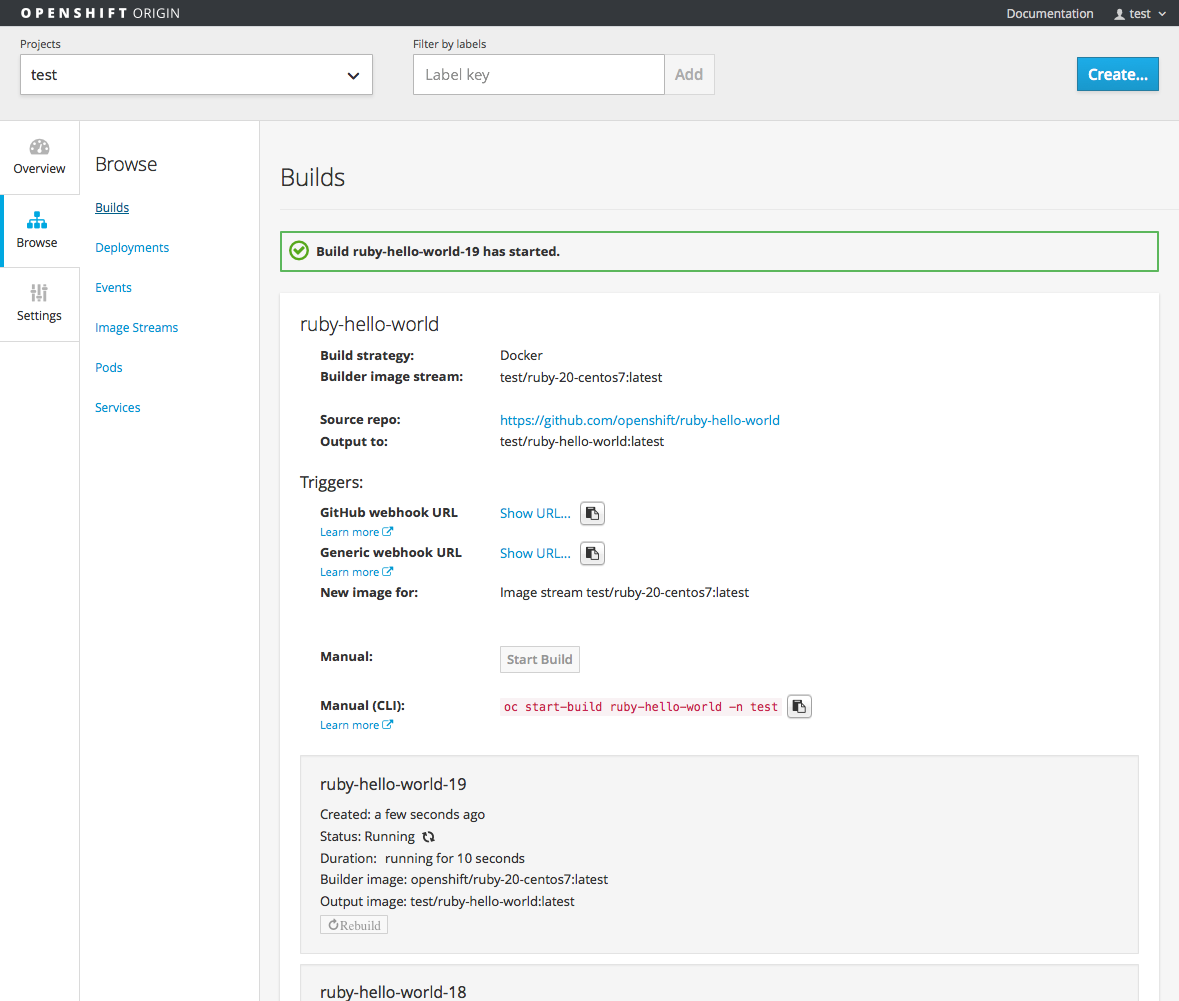 OPENSHIFT ORIGIN
Documentation test
Projects
test
Filter by labels
Label key
Add
Create...
Overview
Browse
Settings
Browse
Builds
Deployments
Events
Image Streams
Pods
Services
Builds
Build ruby-hello-world-19 has started.
ruby-hello-world
Build strategy: Docker
Builder image stream: test/ruby-20-centos7:latest
Source repo: https://github.com/openshift/ruby-hello-world
Output to: test/ruby-hello-world:latest
Triggers:
GitHub webhook URL Show URL...
Learn more
Generic webhook URL Show URL...
Learn more
New image for: Image stream test/ruby-20-centos7:latest
Manual: Start Build
Manual (CLI): oc start-build ruby-hello-world -n test
Learn more
ruby-hello-world-19
Created: a few seconds ago
Status: Running
Duration: running for 10 seconds
Builder image: openshift/ruby-20-centos7:latest
Output image: test/ruby-hello-world:latest
Rebuild
ruby-hello-world-18